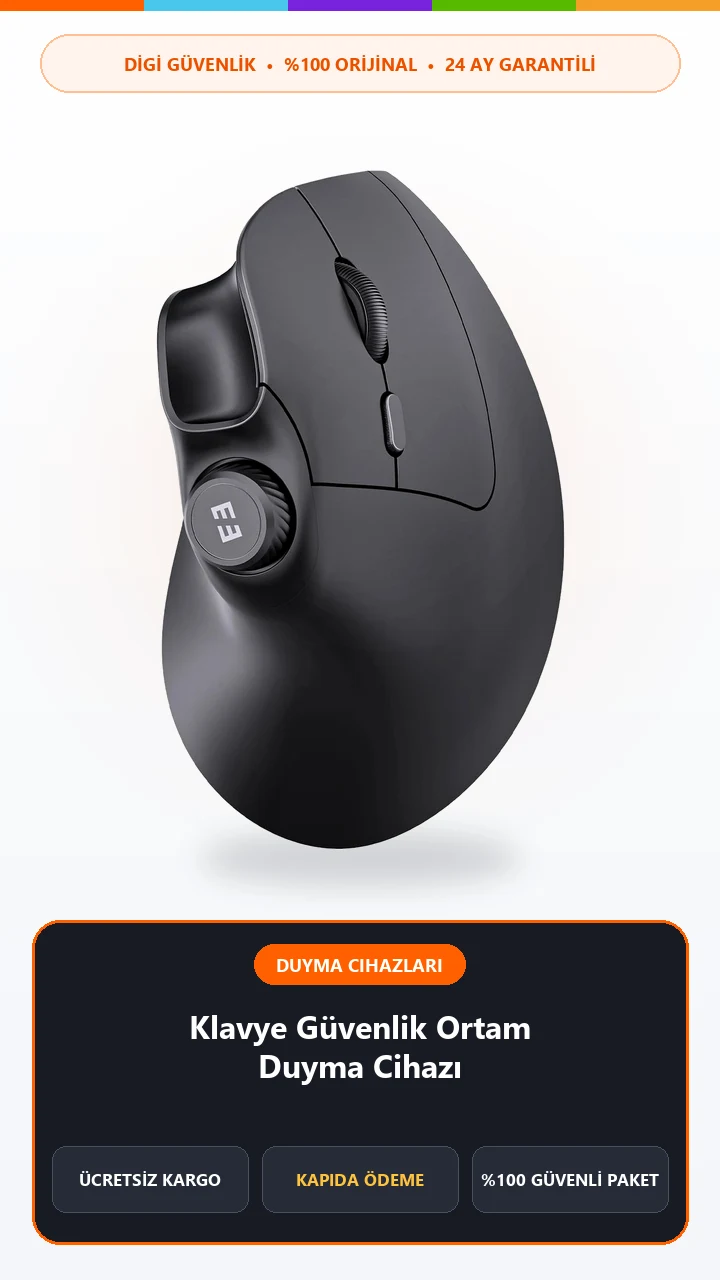 DİGİ GÜVENLİK • %100 ORİJİNAL • 24 AY GARANTİLİ
DUYMA CIHAZLARI
Klavye Güvenlik Ortam
Duyma Cihazı
ÜCRETSİZ KARGO
KAPIDA ÖDEME
%100 GÜVENLİ PAKET